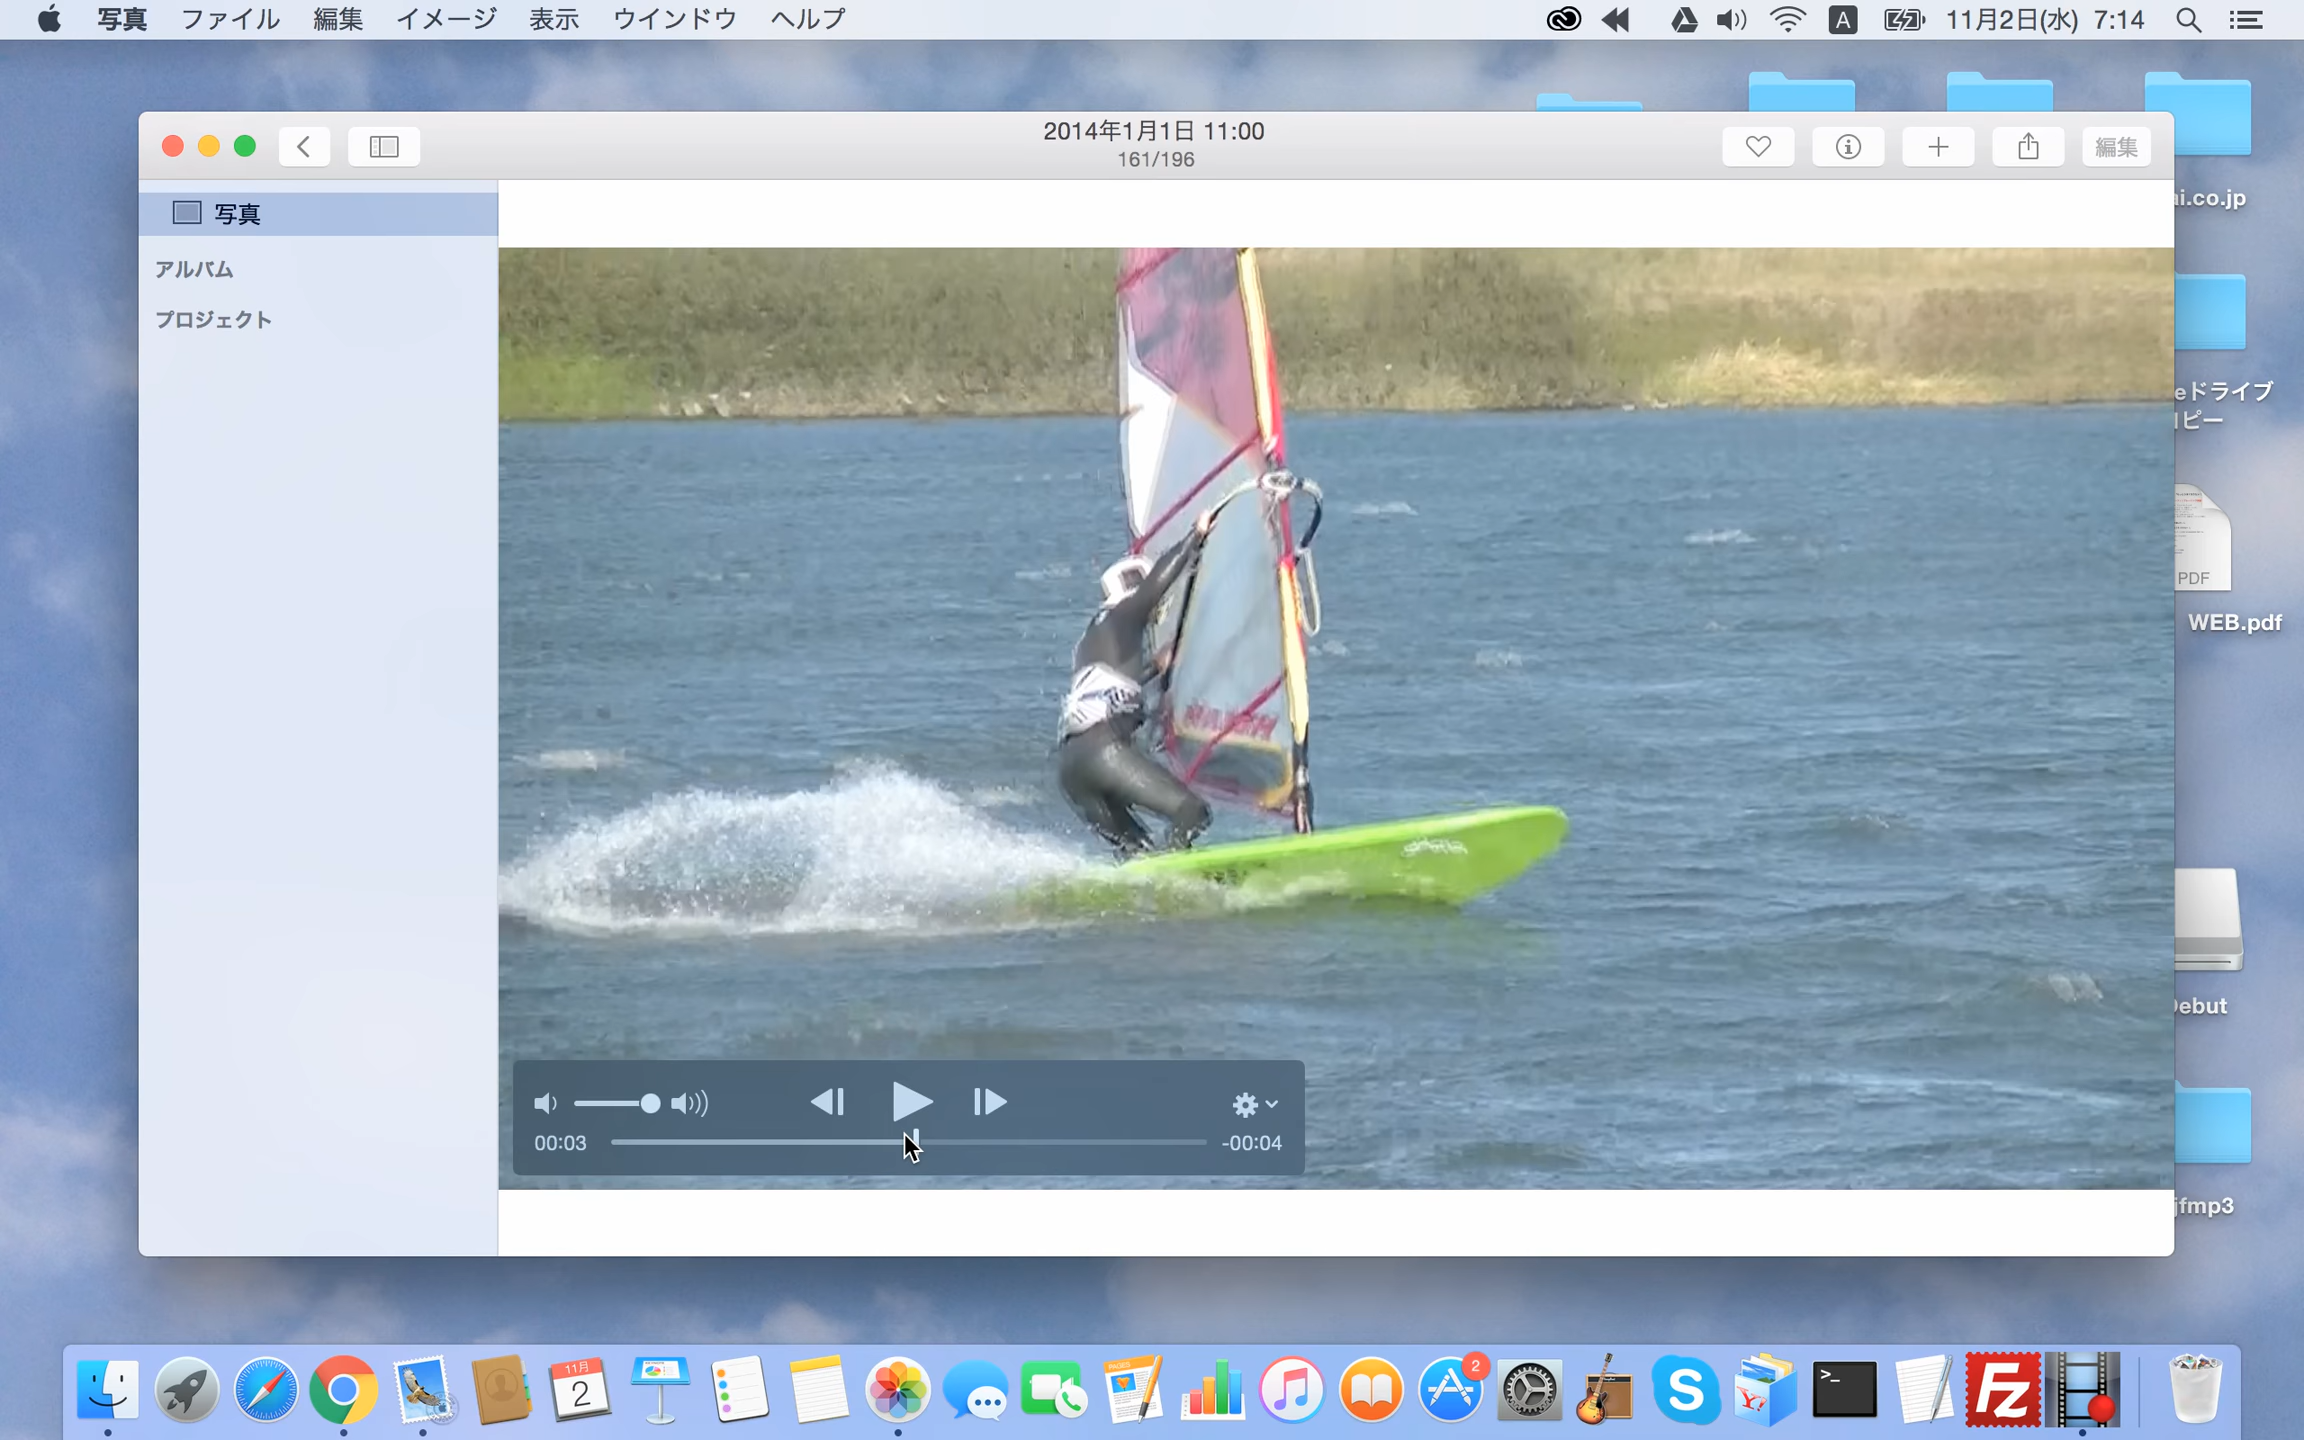 写真 ファイル 編集 イメージ 表示 ウインドウ ヘルプ
A 11月2日(水) 7:14
2014年1月1日 11:00
161/196
編集
写真
アルバム
プロジェクト
ai.co.jp
eドライブ
ピー
PDF
WEB.pdf
Debut
jfmp3
00:03 -00:04
11月
2
PAGES
2
S
Y!
>_
Fz